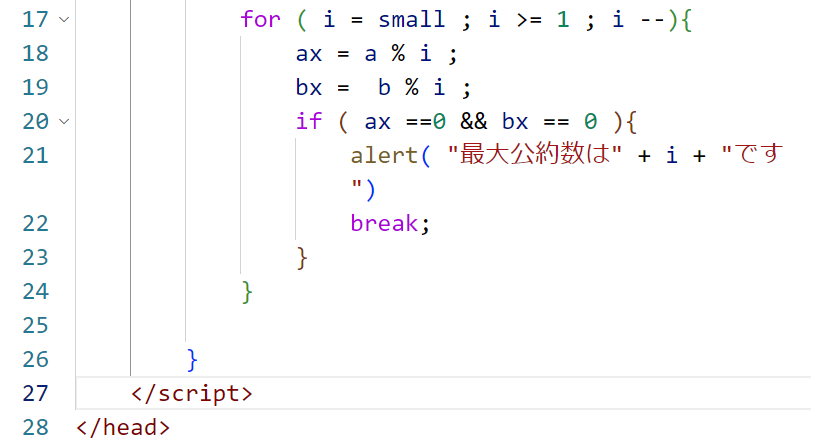 17 for ( i = small ; i >= 1 ; i --){
18 ax = a % i ;
19 bx =  b % i ;
20 if ( ax ==0 && bx == 0 ){
21 alert( "最大公約数は" + i + "です
")
22 break;
23 }
24 }
25
26 }
27 </script>
28 </head>